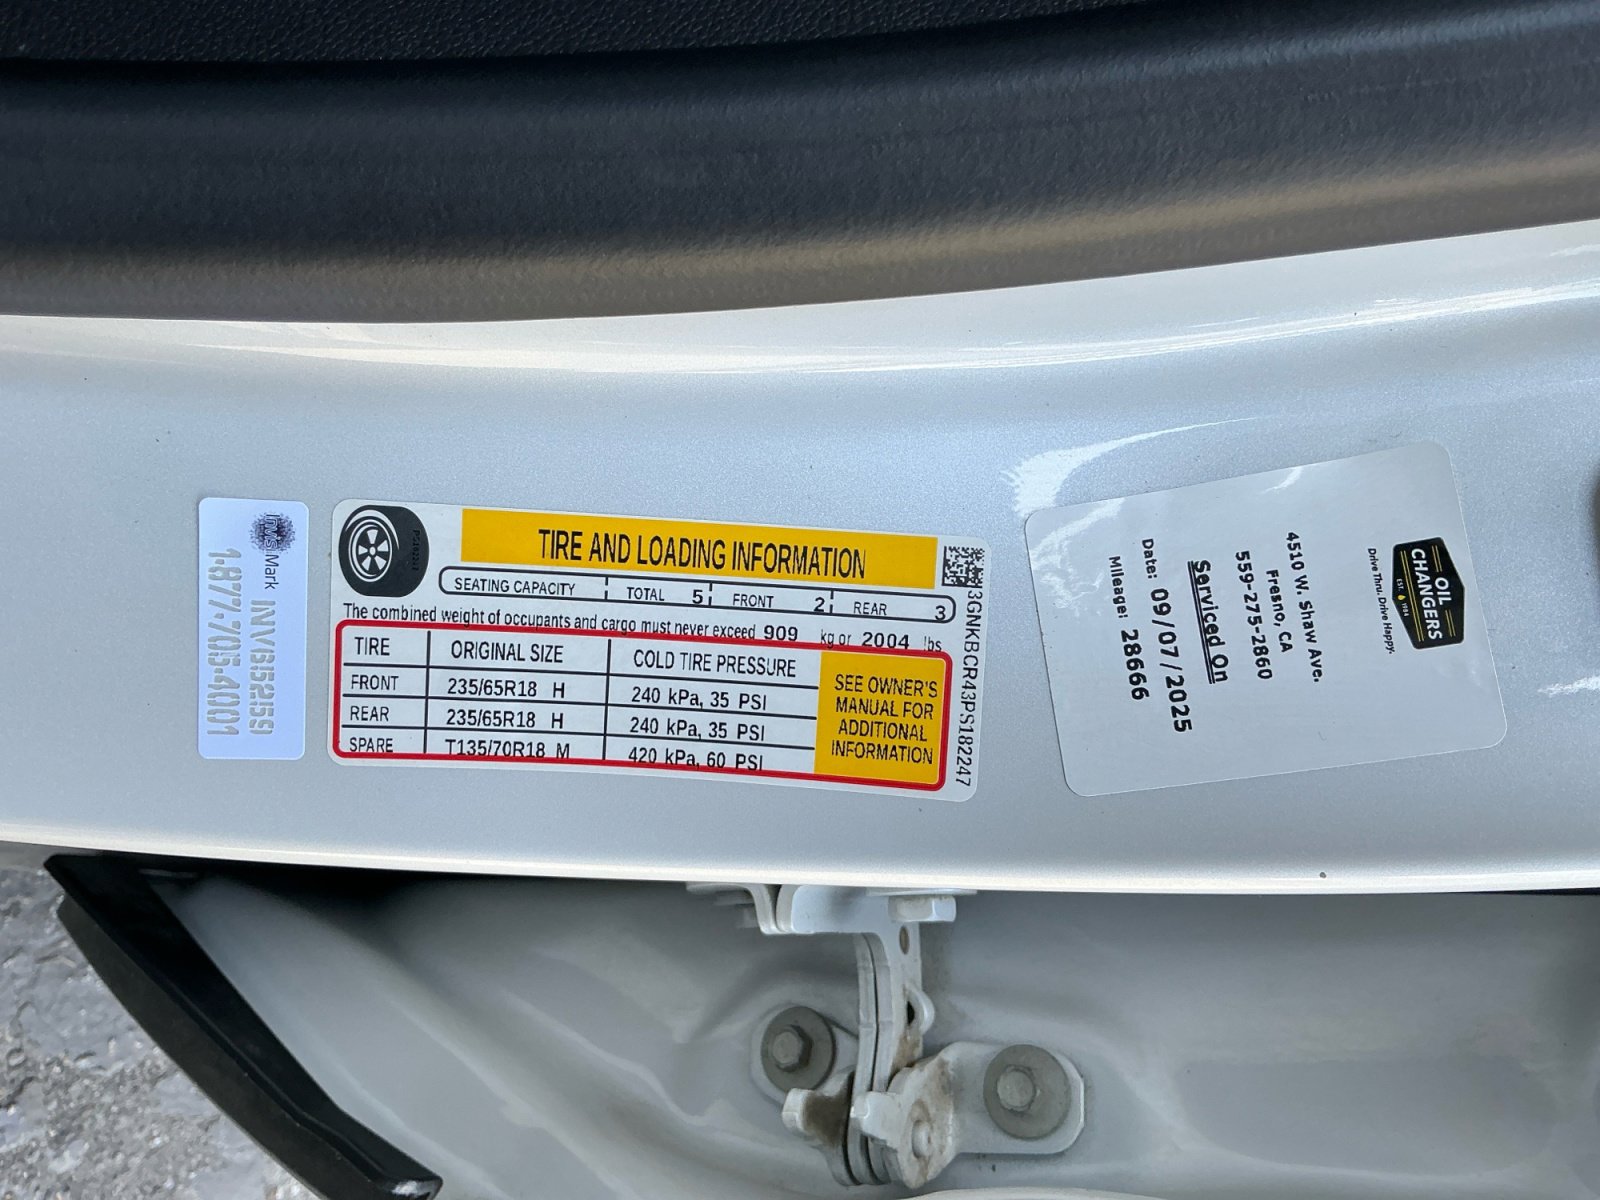 InVisiMark
INV6152159
1-877-705-4001
TIRE AND LOADING INFORMATION
SEATING CAPACITY TOTAL 5 FRONT 2 REAR 3
The combined weight of occupants and cargo must never exceed 909 kg or 2004 lbs
TIRE ORIGINAL SIZE COLD TIRE PRESSURE
FRONT 235/65R18 H 240 kPa, 35 PSI
REAR 235/65R18 H 240 kPa, 35 PSI
SPARE T135/70R18 M 420 kPa, 60 PSI
SEE OWNER'S
MANUAL FOR
ADDITIONAL
INFORMATION
3GNKBCR43PS182247
OIL
CHANGERS
EST. 1984
Drive Thru. Drive Happy.
4510 W. Shaw Ave.
Fresno, CA
559-275-2860
Serviced On
Date: 09/07/2025
Mileage: 28666